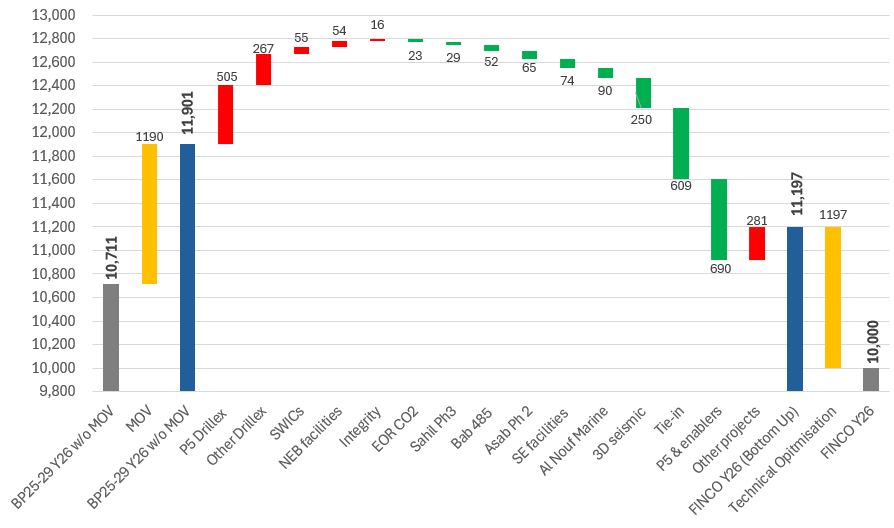 13,000
12,800
12,600
12,400
12,200
12,000
11,800
11,600
11,400
11,200
11,000
10,800
10,600
10,400
10,200
10,000
9,800
10,711
1190
11,901
505
267
55
54
16
23
29
52
65
74
90
250
609
690
281
11,197
1197
10,000
BP25-29 Y26 w/o MOV
MOV
BP25-29 Y26 w/o MOV
P5 Drillex
Other Drillex
SWICs
NEB facilities
Integrity
EOR CO2
Sahil Ph3
Bab 485
Asab Ph 2
SE facilities
Al Nouf Marine
3D seismic
Tie-in
P5 & enablers
Other projects
FINCO Y26 (Bottom Up)
Technical Opitmisation
FINCO Y26